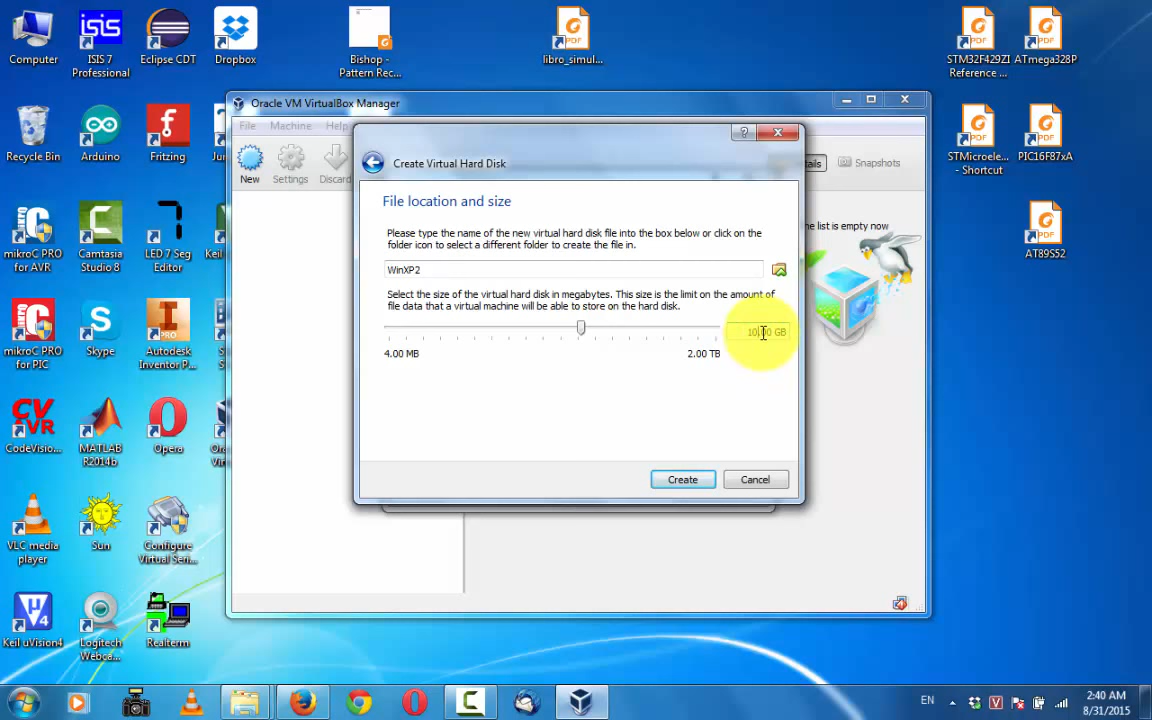 Computer
ISIS 7
Professional
Eclipse CDT
Dropbox
Bishop -
Pattern Rec...
libro_simul...
STM32F429ZI
Reference ...
ATmega328P
Recycle Bin
Arduino
Fritzing
STMicroele...
- Shortcut
PIC16F87xA
mikroC PRO
for AVR
Camtasia
Studio 8
LED 7 Seg
Editor
AT89S52
mikroC PRO
for PIC
Skype
Autodesk
Inventor P...
CodeVisio...
MATLAB
R2014b
Opera
VLC media
player
Sun
Configure
Virtual Seri...
Keil uVision4
Logitech
Webca...
Realterm
Oracle VM VirtualBox Manager
File Machine Help
New
Settings
Discard
Snapshots
he list is empty now
Create Virtual Hard Disk
File location and size
Please type the name of the new virtual hard disk file into the box below or click on the
folder icon to select a different folder to create the file in.
WinXP2
Select the size of the virtual hard disk in megabytes. This size is the limit on the amount of
file data that a virtual machine will be able to store on the hard disk.
10.00 GB
4.00 MB
2.00 TB
Create
Cancel
EN
2:40 AM
8/31/2015